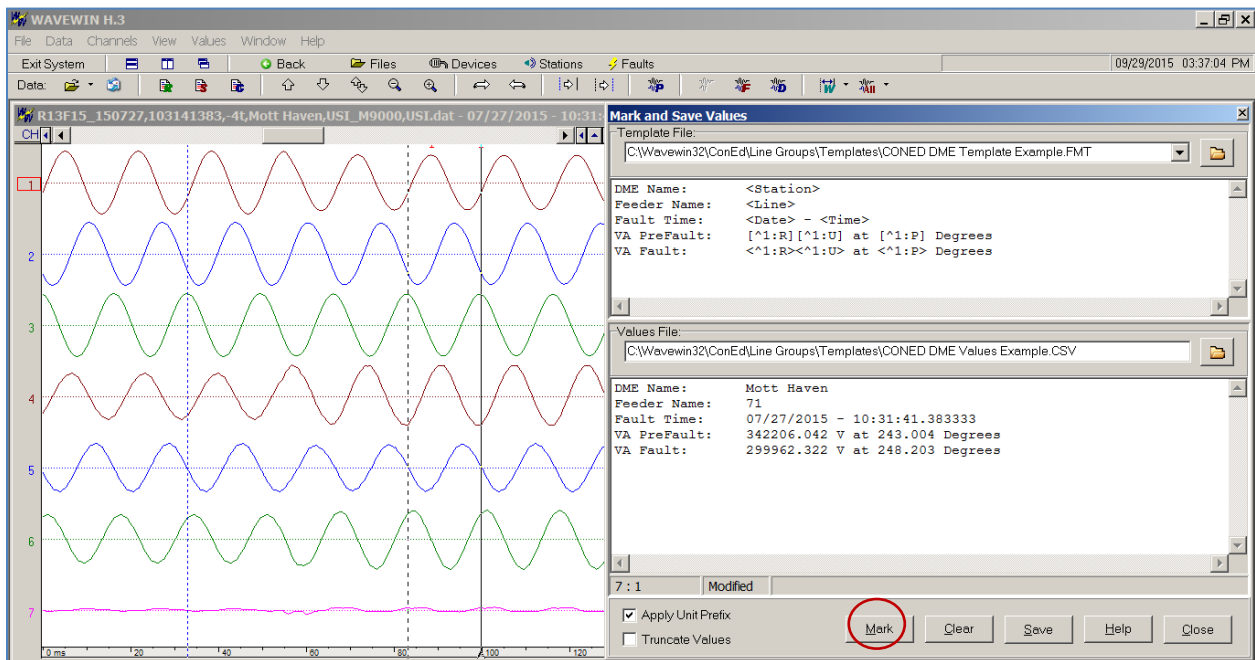 WAVEWIN H.3
File Data Channels View Values Window Help
Exit System Back Files Devices Stations Faults 09/29/2015 03:37:04 PM
Data:
R13F15_150727,103141383,-4t,Mott Haven,USI_M9000,USI.dat - 07/27/2015 - 10:31:
CH
1
2
3
4
5
6
7
0 ms 20 40 60 80 100 120
Mark and Save Values
Template File:
C:\Wavewin32\ConEd\Line Groups\Templates\CONED DME Template Example.FMT
DME Name: <Station>
Feeder Name: <Line>
Fault Time: <Date> - <Time>
VA PreFault: [^1:R][^1:U] at [^1:P] Degrees
VA Fault: <^1:R><^1:U> at <^1:P> Degrees
Values File:
C:\Wavewin32\ConEd\Line Groups\Templates\CONED DME Values Example.CSV
DME Name: Mott Haven
Feeder Name: 71
Fault Time: 07/27/2015 - 10:31:41.383333
VA PreFault: 342206.042 V at 243.004 Degrees
VA Fault: 299962.322 V at 248.203 Degrees
7 : 1 Modified
Apply Unit Prefix
Truncate Values
Mark Clear Save Help Close